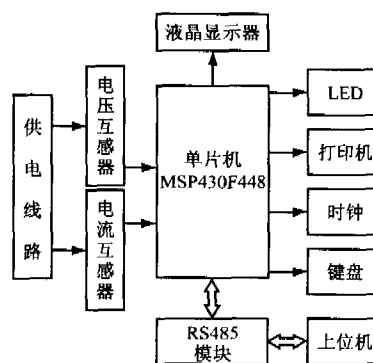 液晶显示器
供电线路
电压互感器
电流互感器
单片机
MSP430F448
LED
打印机
时钟
键盘
RS485
模块
上位机